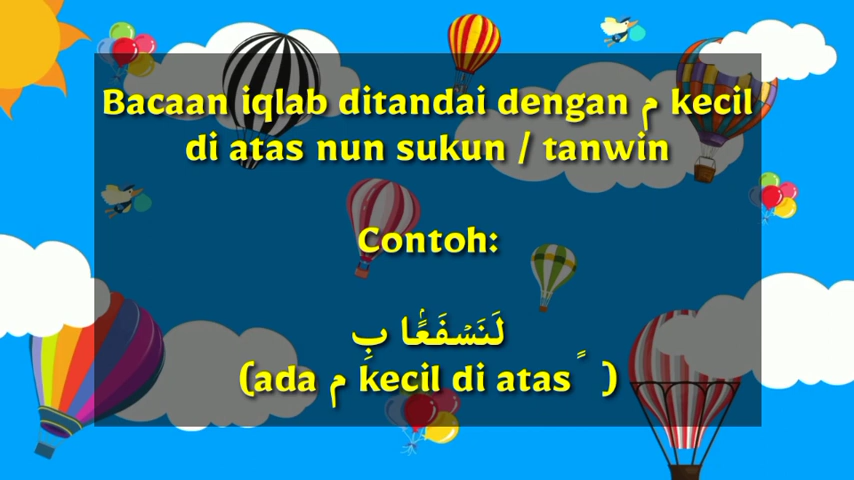 Bacaan iqlab ditandai dengan م kecil
di atas nun sukun / tanwin
Contoh:
لَنَسْفَعًۢا بِ
(ada م kecil di atas ً )